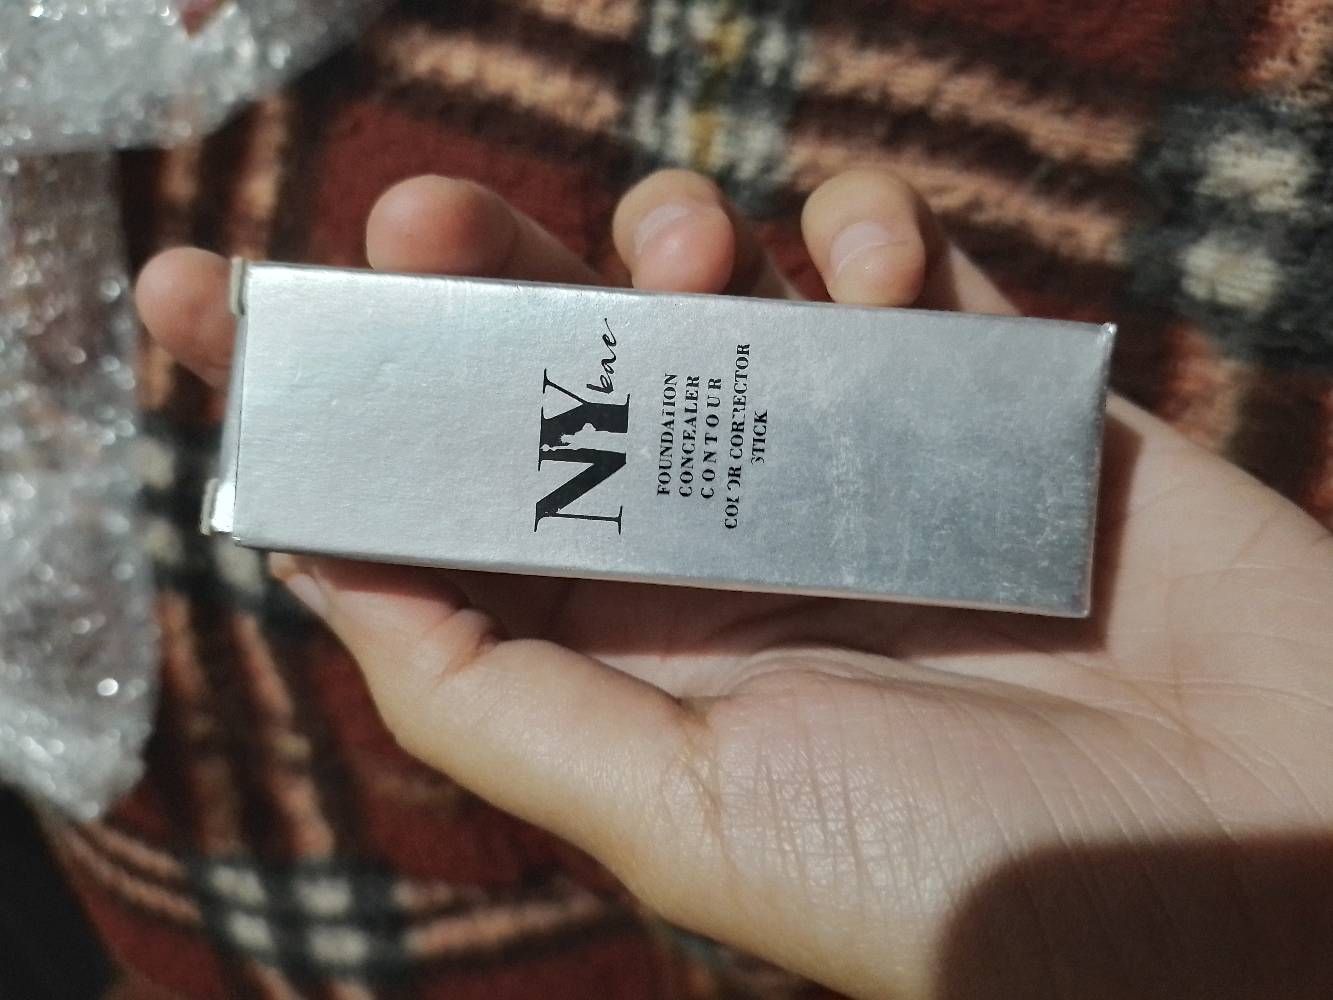 NY bae
FOUNDATION
CONCEALER
CONTOUR
COLOR CORRECTOR
STICK